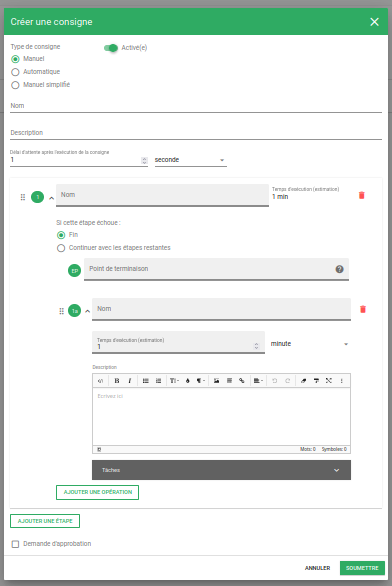 Créer une consigne
Type de consigne
Activé(e)
Manuel
Automatique
Manuel simplifié
Nom
Description
Délai d'attente après l'exécution de la consigne
1 seconde
1 Nom
Temps d'exécution (estimation)
1 min
Si cette étape échoue :
Fin
Continuer avec les étapes restantes
EP Point de terminaison
1a Nom
Temps d'exécution (estimation)
1 minute
Description
Écrivez ici
Mots: 0 Symboles: 0
Tâches
AJOUTER UNE OPÉRATION
AJOUTER UNE ÉTAPE
Demande d'approbation
ANNULER SOUMETTRE